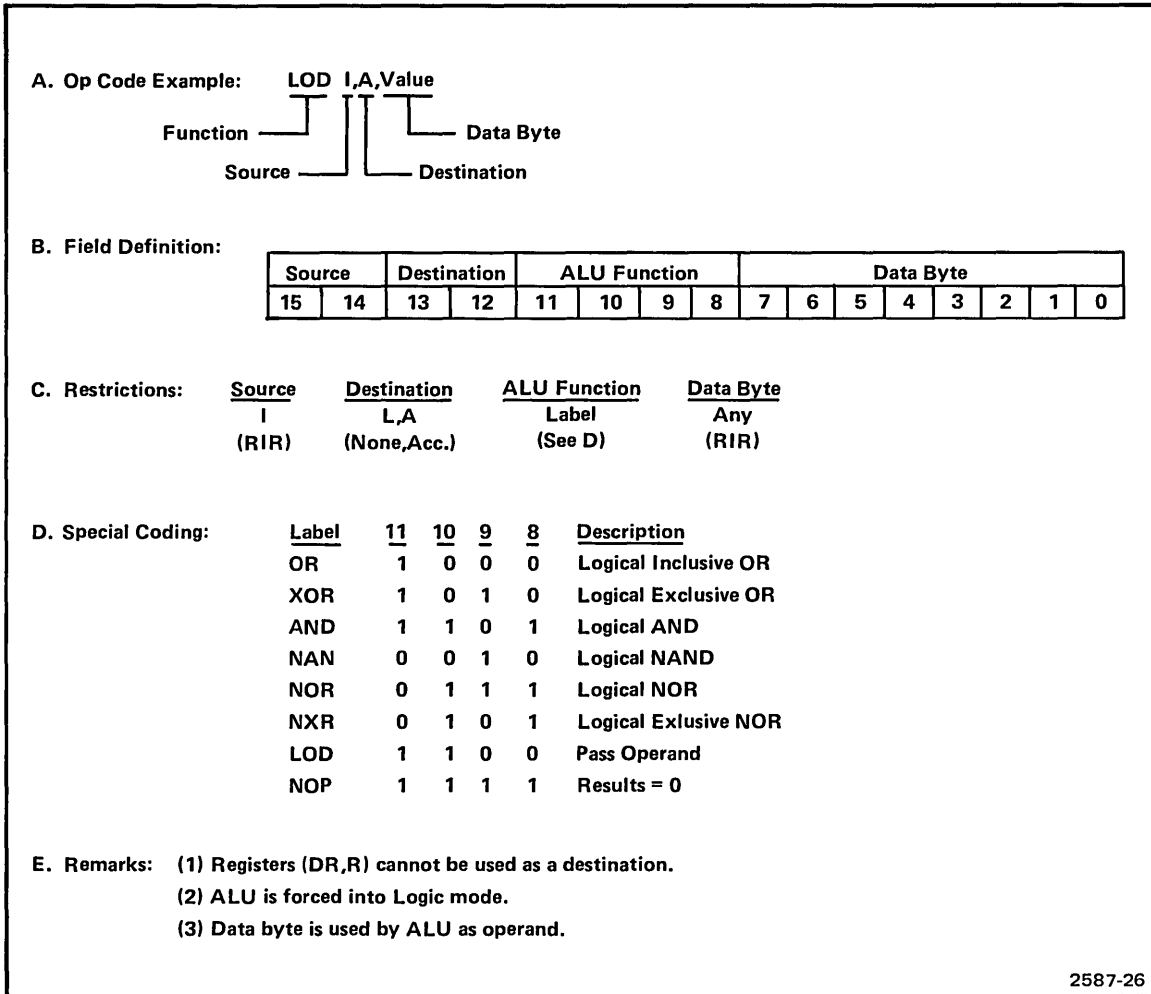 A. Op Code Example: LOD I,A,Value
Function Data Byte
Source Destination
B. Field Definition:
Source Destination ALU Function Data Byte
15 14 13 12 11 10 9 8 7 6 5 4 3 2 1 0
C. Restrictions: Source Destination ALU Function Data Byte
I L,A Label Any
(RIR) (None,Acc.) (See D) (RIR)
D. Special Coding: Label 11 10 9 8 Description
OR 1 0 0 0 Logical Inclusive OR
XOR 1 0 1 0 Logical Exclusive OR
AND 1 1 0 1 Logical AND
NAN 0 0 1 0 Logical NAND
NOR 0 1 1 1 Logical NOR
NXR 0 1 0 1 Logical Exlusive NOR
LOD 1 1 0 0 Pass Operand
NOP 1 1 1 1 Results = 0
E. Remarks: (1) Registers (DR,R) cannot be used as a destination.
(2) ALU is forced into Logic mode.
(3) Data byte is used by ALU as operand.
2587-26